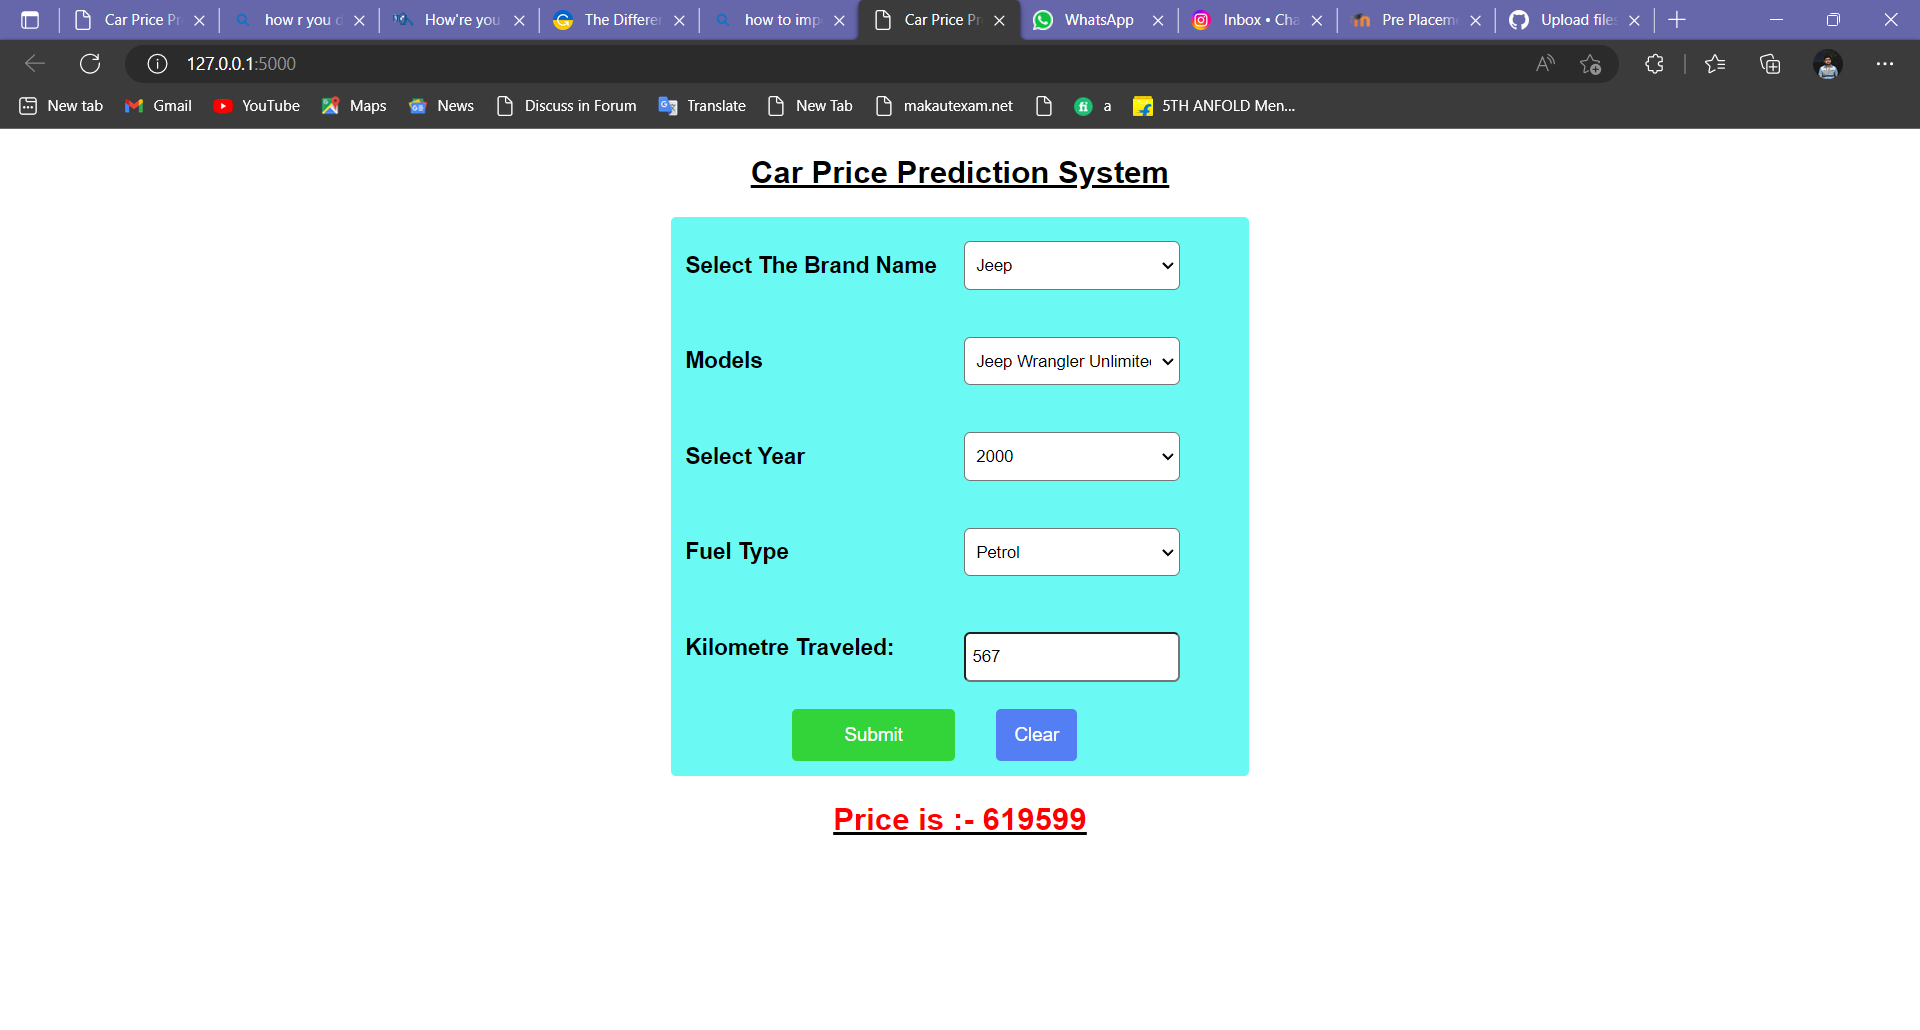 Car Price Pr
how r you d
How're you
The Differen
how to imp
Car Price Pr
WhatsApp
Inbox • Cha
Pre Placem
Upload files
127.0.0.1:5000
New tab
Gmail
YouTube
Maps
News
Discuss in Forum
Translate
New Tab
makautexam.net
a
5TH ANFOLD Men...
Car Price Prediction System
Select The Brand Name
Jeep
Models
Jeep Wrangler Unlimited
Select Year
2000
Fuel Type
Petrol
Kilometre Traveled:
567
Submit
Clear
Price is :- 619599